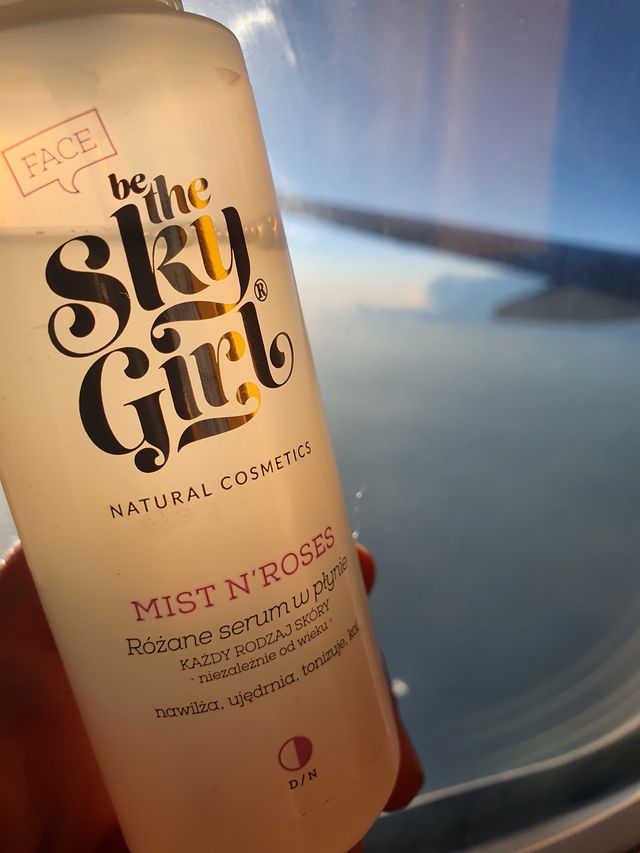 FACE
be the
Sky
Girl®
NATURAL COSMETICS
MIST N'ROSES
Różane serum w płynie
KAŻDY RODZAJ SKÓRY
- niezależnie od wieku -
nawilża, ujędrnia, tonizuje,
D/N